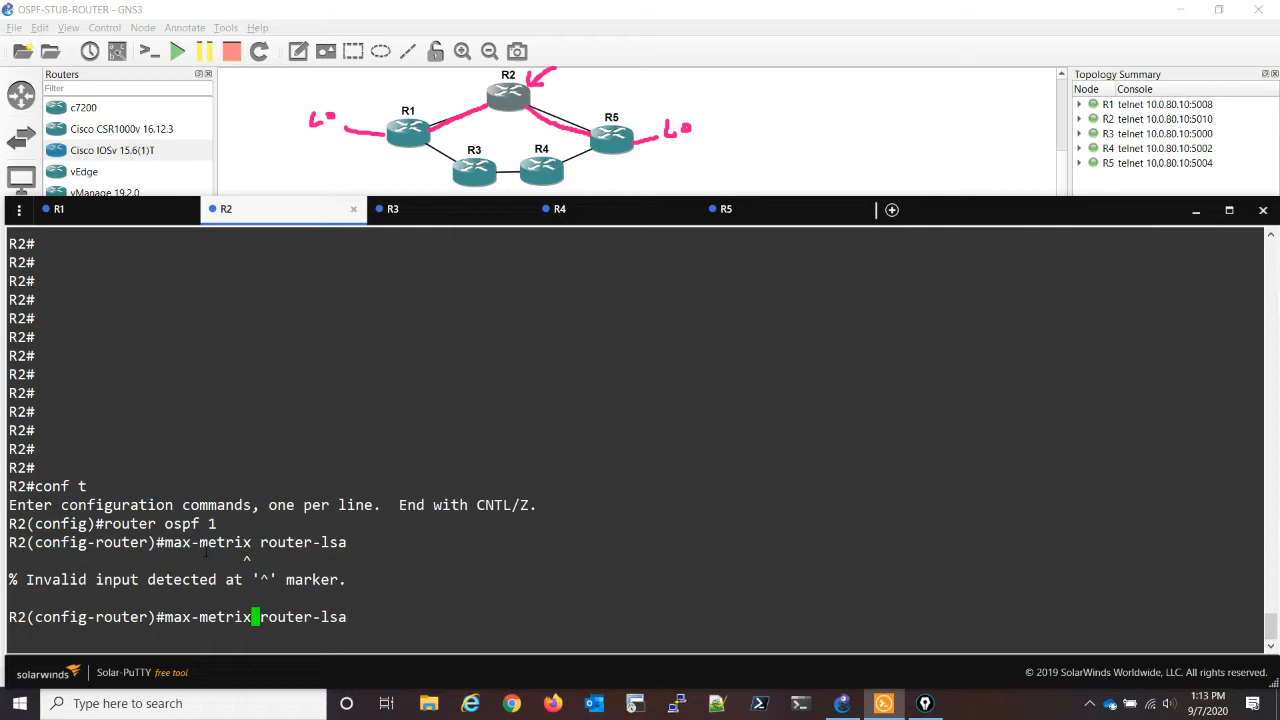 OSPF-STUB-ROUTER - GNS3
File Edit View Control Node Annotate Tools Help
Routers
Filter
c7200
Cisco CSR1000v 16.12.3
Cisco IOSv 15.6(1)T
vEdge
vManage 19.2.0
R2
R1
R5
R3
R4
L0
L0
Topology Summary
Node Console
R1 telnet 10.0.80.10:5008
R2 telnet 10.0.80.10:5010
R3 telnet 10.0.80.10:5000
R4 telnet 10.0.80.10:5002
R5 telnet 10.0.80.10:5004
R1 R2 R3 R4 R5
R2#
R2#
R2#
R2#
R2#
R2#
R2#
R2#
R2#
R2#
R2#
R2#
R2#
R2#conf t
Enter configuration commands, one per line.  End with CNTL/Z.
R2(config)#router ospf 1
R2(config-router)#max-metrix router-lsa
^
% Invalid input detected at '^' marker.
R2(config-router)#max-metrix router-lsa
solarwinds Solar-PuTTY free tool © 2019 SolarWinds Worldwide, LLC. All rights reserved.
Type here to search
1:13 PM
9/7/2020